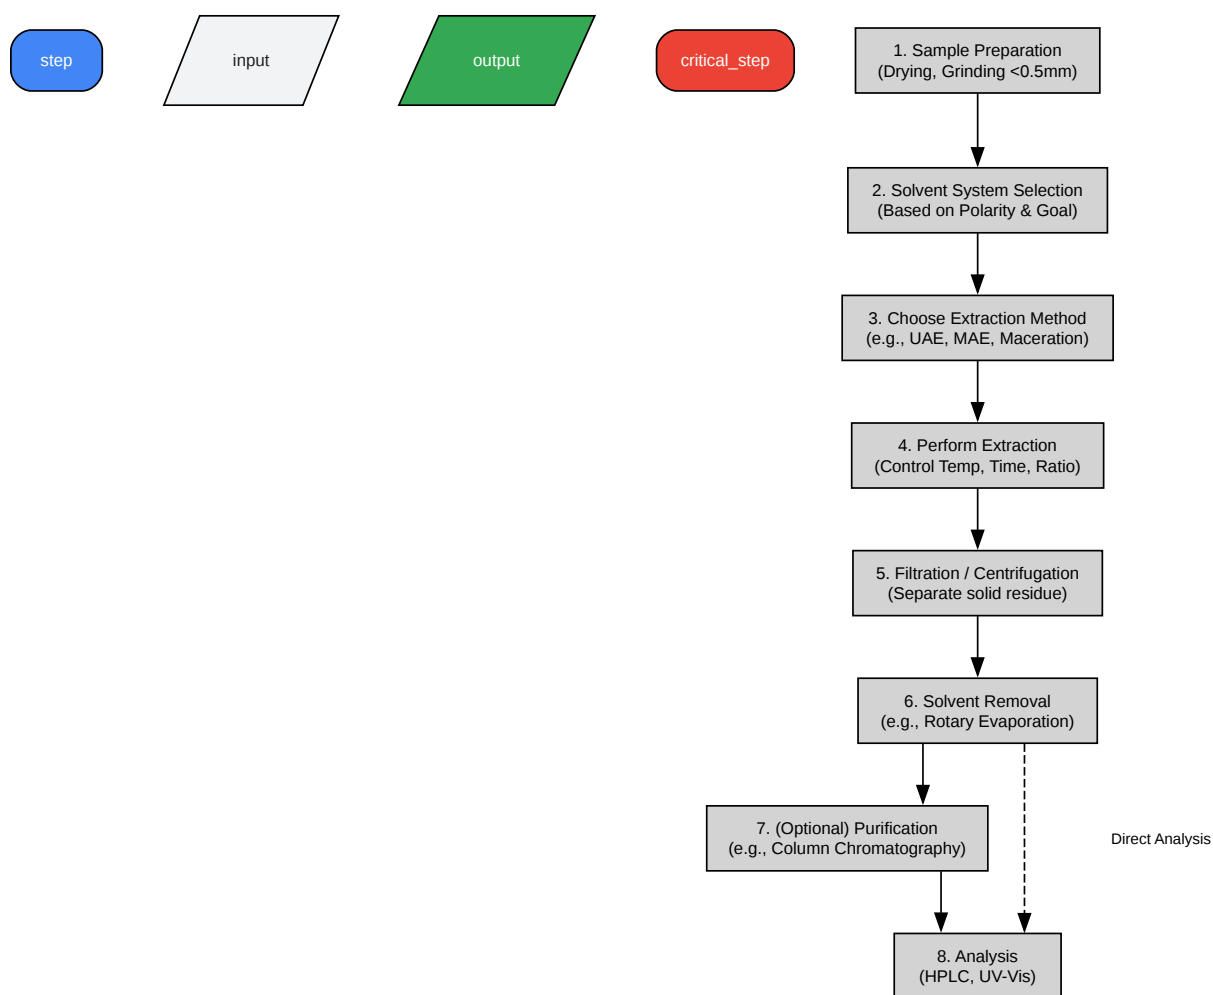 step
input
output
critical_step
1. Sample Preparation
(Drying, Grinding <0.5mm)
2. Solvent System Selection
(Based on Polarity & Goal)
3. Choose Extraction Method
(e.g., UAE, MAE, Maceration)
4. Perform Extraction
(Control Temp, Time, Ratio)
5. Filtration / Centrifugation
(Separate solid residue)
6. Solvent Removal
(e.g., Rotary Evaporation)
7. (Optional) Purification
(e.g., Column Chromatography)
Direct Analysis
8. Analysis
(HPLC, UV-Vis)